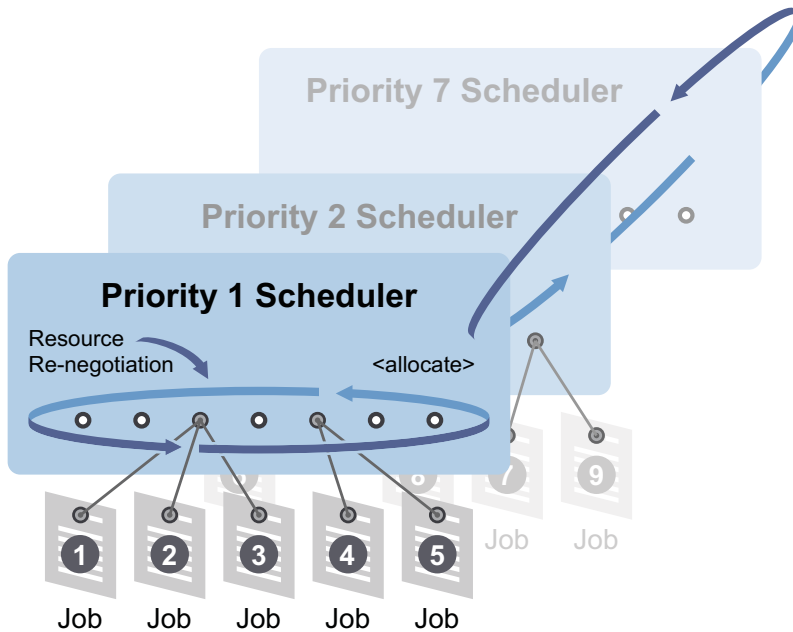 Priority 7 Scheduler
Priority 2 Scheduler
Priority 1 Scheduler
Resource
Re-negotiation
<allocate>
1
2
3
4
5
8
7
9
Job
Job
Job
Job
Job
Job
Job